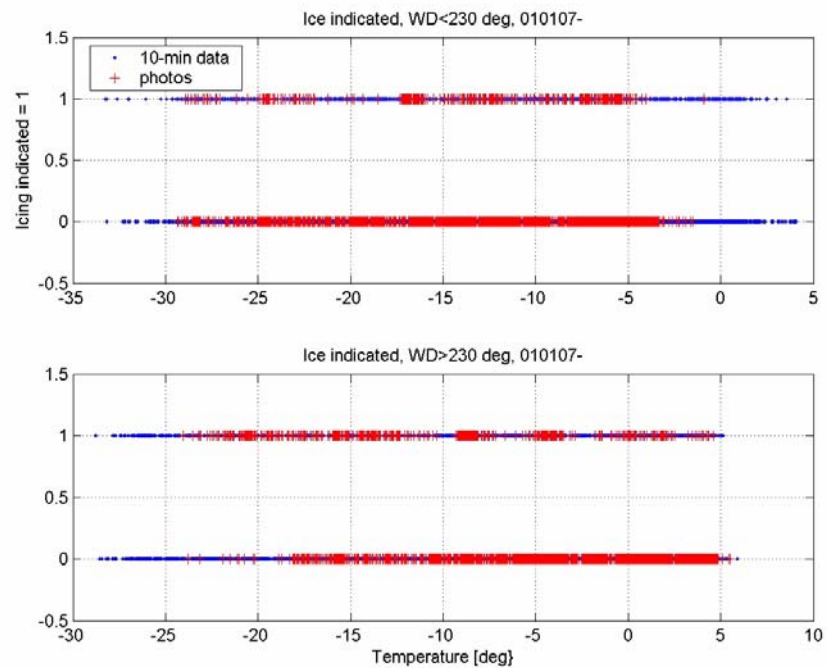 Ice indicated, WD<230 deg, 010107-
1.5
10-min data
photos
1
0.5
0
-0.5
Icing indicated = 1
-35 -30 -25 -20 -15 -10 -5 0 5
Ice indicated, WD>230 deg, 010107-
1.5
1
0.5
0
-0.5
-30 -25 -20 -15 -10 -5 0 5 10
Temperature [deg}